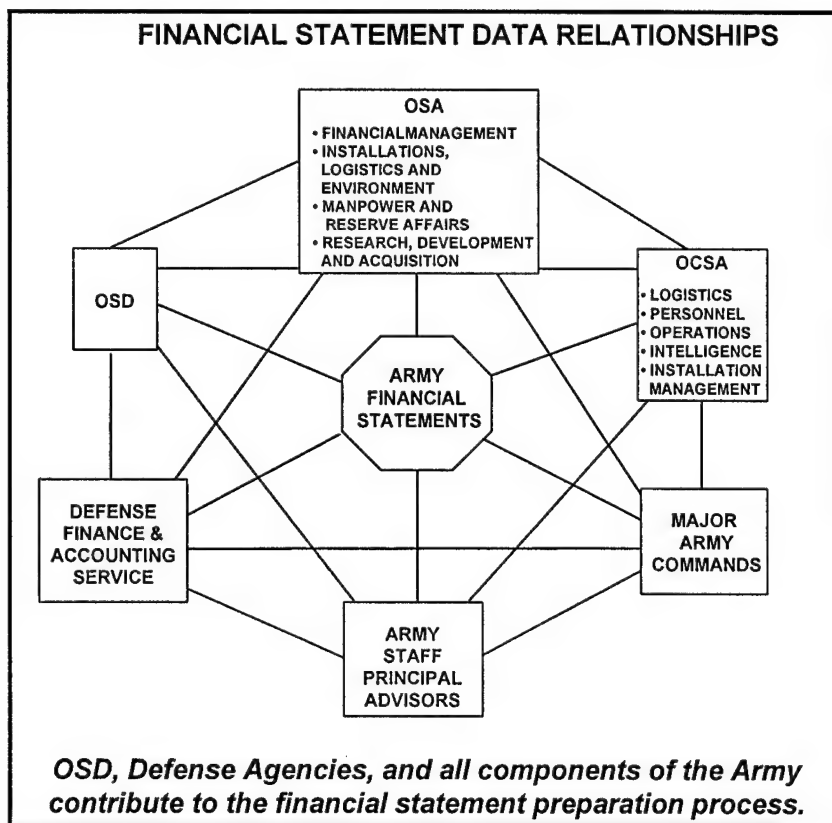 FINANCIAL STATEMENT DATA RELATIONSHIPS
OSA
• FINANCIALMANAGEMENT
• INSTALLATIONS,
LOGISTICS AND
ENVIRONMENT
• MANPOWER AND
RESERVE AFFAIRS
• RESEARCH, DEVELOPMENT
AND ACQUISITION
OSD
OCSA
• LOGISTICS
• PERSONNEL
• OPERATIONS
• INTELLIGENCE
• INSTALLATION
MANAGEMENT
ARMY
FINANCIAL
STATEMENTS
DEFENSE
FINANCE &
ACCOUNTING
SERVICE
MAJOR
ARMY
COMMANDS
ARMY
STAFF
PRINCIPAL
ADVISORS
OSD, Defense Agencies, and all components of the Army
contribute to the financial statement preparation process.